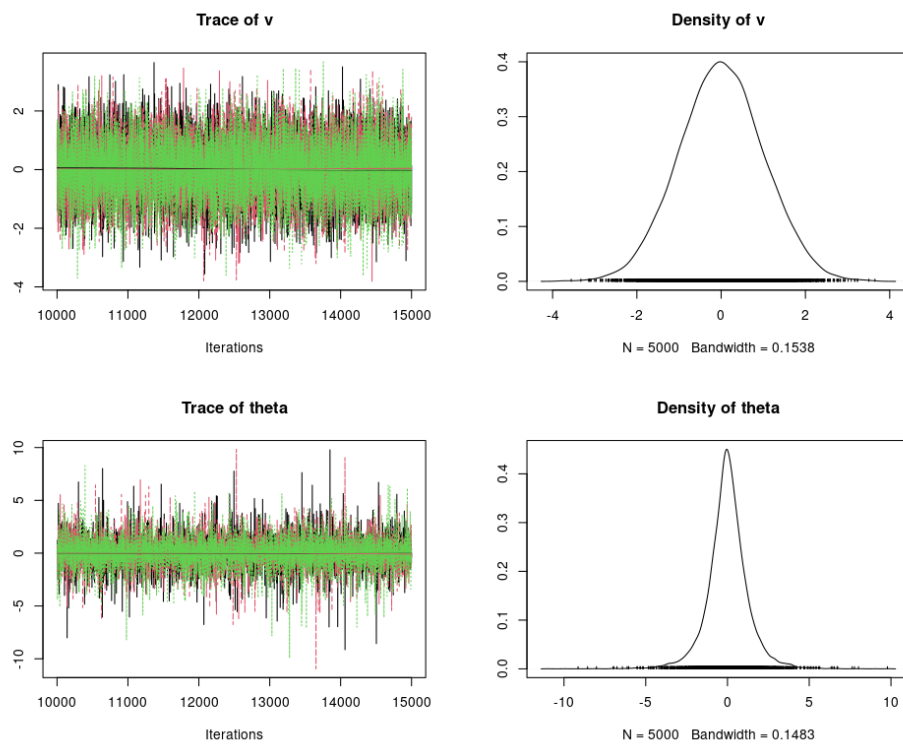 Trace of v
2
0
-2
-4
10000 11000 12000 13000 14000 15000
Iterations
Density of v
0.4
0.3
0.2
0.1
0.0
-4 -2 0 2 4
N = 5000 Bandwidth = 0.1538
Trace of theta
10
5
0
-5
-10
10000 11000 12000 13000 14000 15000
Iterations
Density of theta
0.4
0.3
0.2
0.1
0.0
-10 -5 0 5 10
N = 5000 Bandwidth = 0.1483